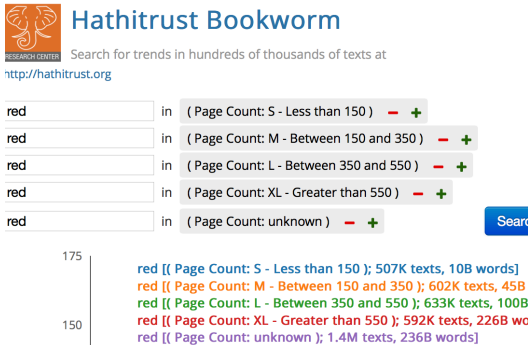 Hathitrust Bookworm
RESEARCH CENTER
Search for trends in hundreds of thousands of texts at
http://hathitrust.org
red in ( Page Count: S - Less than 150 ) − +
red in ( Page Count: M - Between 150 and 350 ) − +
red in ( Page Count: L - Between 350 and 550 ) − +
red in ( Page Count: XL - Greater than 550 ) − +
red in ( Page Count: unknown ) − +
Searc
175
red [( Page Count: S - Less than 150 ); 507K texts, 10B words]
red [( Page Count: M - Between 150 and 350 ); 602K texts, 45B
red [( Page Count: L - Between 350 and 550 ); 633K texts, 100B
150
red [( Page Count: XL - Greater than 550 ); 592K texts, 226B wo
red [( Page Count: unknown ); 1.4M texts, 236B words]